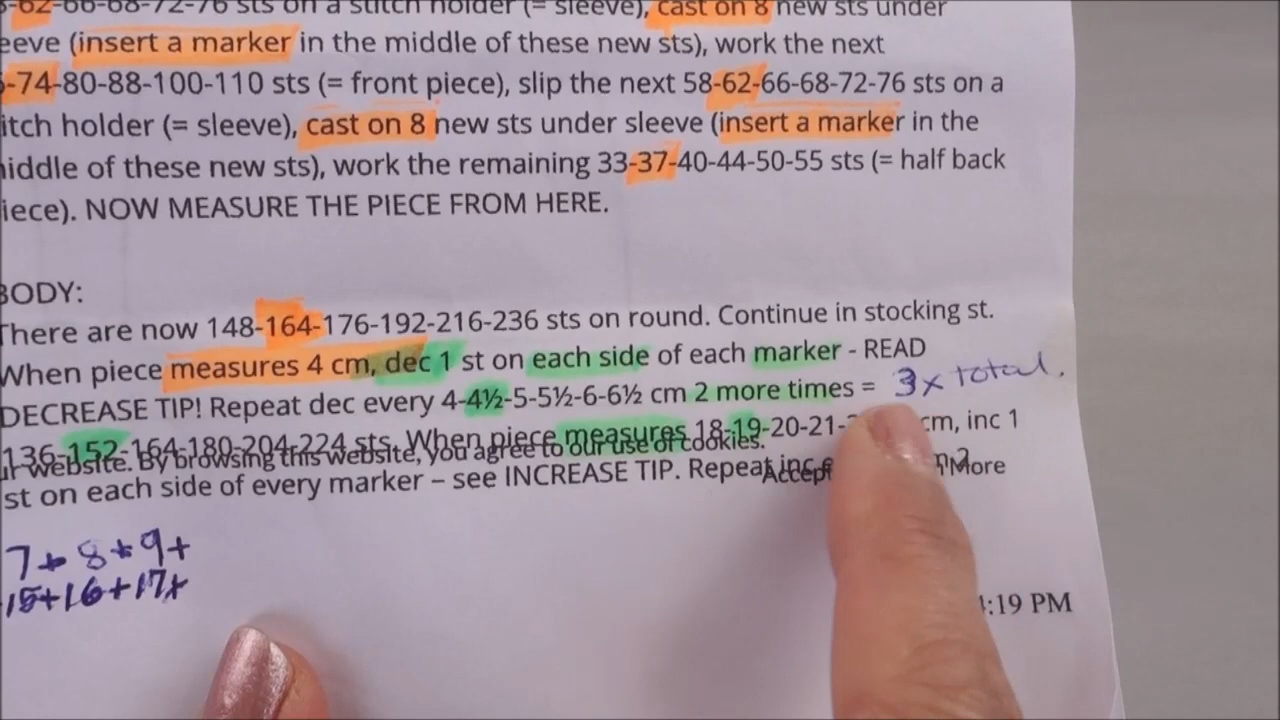 -62-66-68-72-76 sts on a stitch holder (= sleeve), cast on 8 new sts under
eeve (insert a marker in the middle of these new sts), work the next
-74-80-88-100-110 sts (= front piece), slip the next 58-62-66-68-72-76 sts on a
itch holder (= sleeve), cast on 8 new sts under sleeve (insert a marker in the
iddle of these new sts), work the remaining 33-37-40-44-50-55 sts (= half back
iece). NOW MEASURE THE PIECE FROM HERE.
BODY:
There are now 148-164-176-192-216-236 sts on round. Continue in stocking st.
When piece measures 4 cm, dec 1 st on each side of each marker - READ
DECREASE TIP! Repeat dec every 4-4½-5-5½-6-6½ cm 2 more times = 3x total.
136-152-164-180-204-224 sts. When piece measures 18-19-20-21- cm, inc 1
ur website. By browsing this website, you agree to our use of cookies.
st on each side of every marker – see INCREASE TIP. Repeat inc
Accept More
7+8+9+
15+16+17+
:19 PM